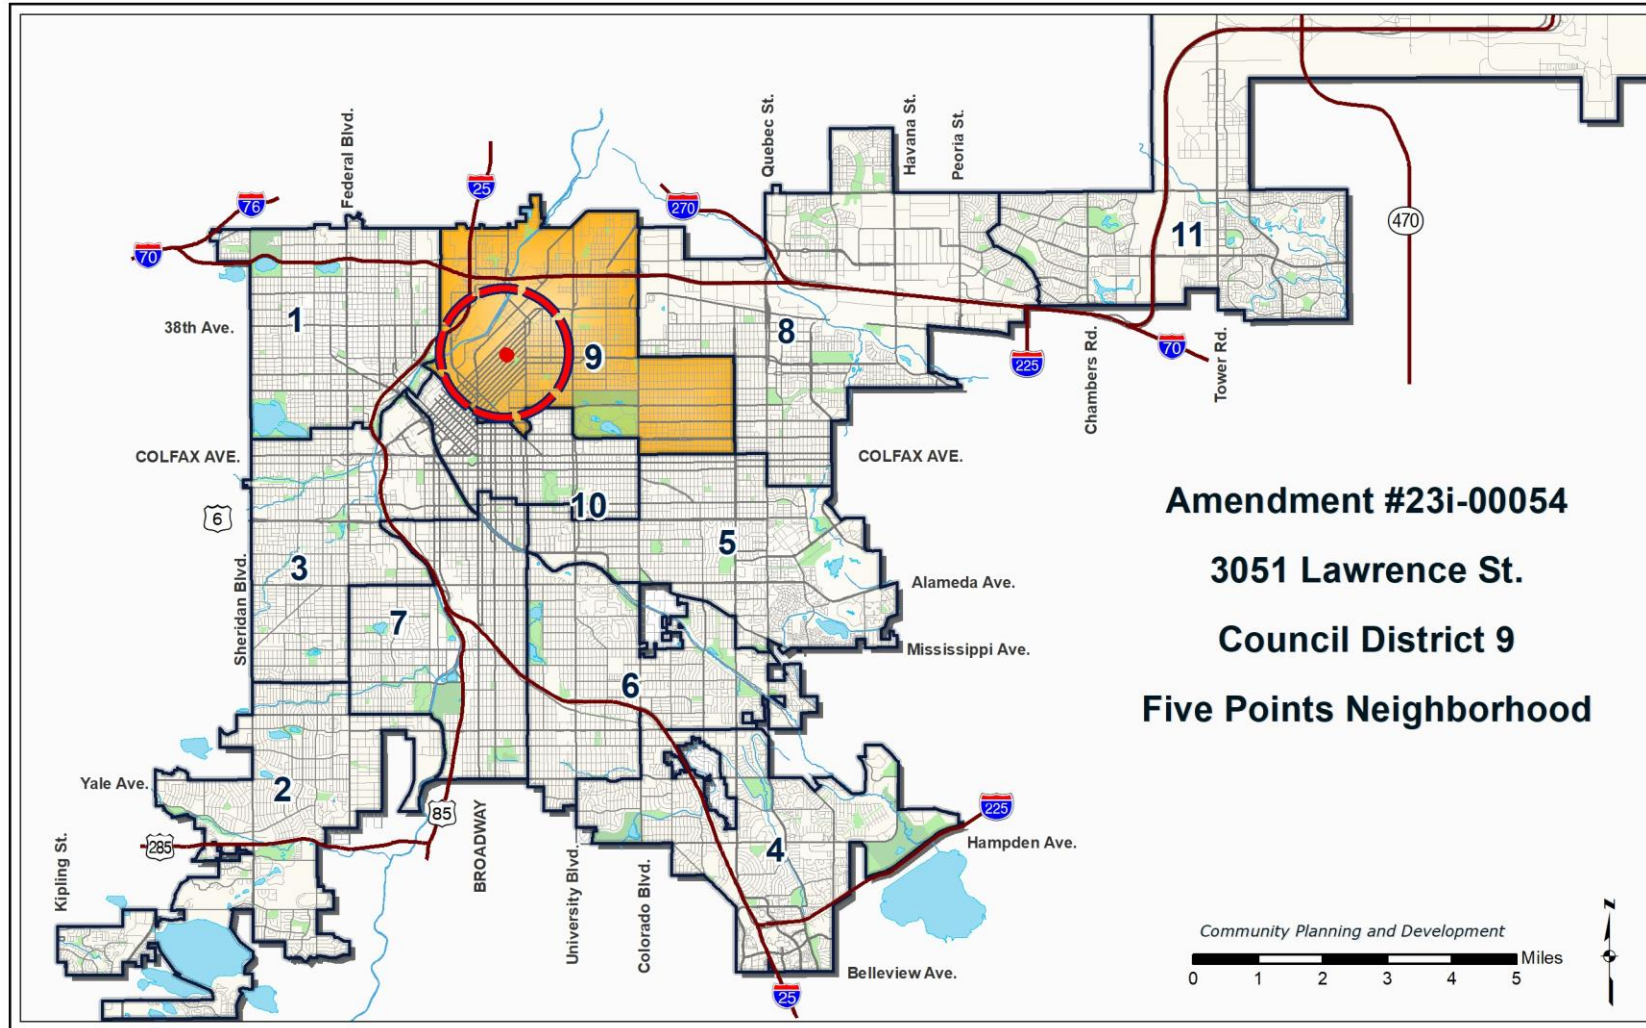 Federal Blvd.
Quebec St.
Havana St.
Peoria St.
76
25
270
70
470
11
1
38th Ave.
9
8
225
70
Chambers Rd.
Tower Rd.
COLFAX AVE.
COLFAX AVE.
6
10
3
5
Sheridan Blvd.
7
Alameda Ave.
Mississippi Ave.
6
Amendment #23i-00054
3051 Lawrence St.
Council District 9
Five Points Neighborhood
Yale Ave.
2
85
285
Kipling St.
BROADWAY
University Blvd.
Colorado Blvd.
4
225
Hampden Ave.
Belleview Ave.
25
Community Planning and Development
Miles
0 1 2 3 4 5
N